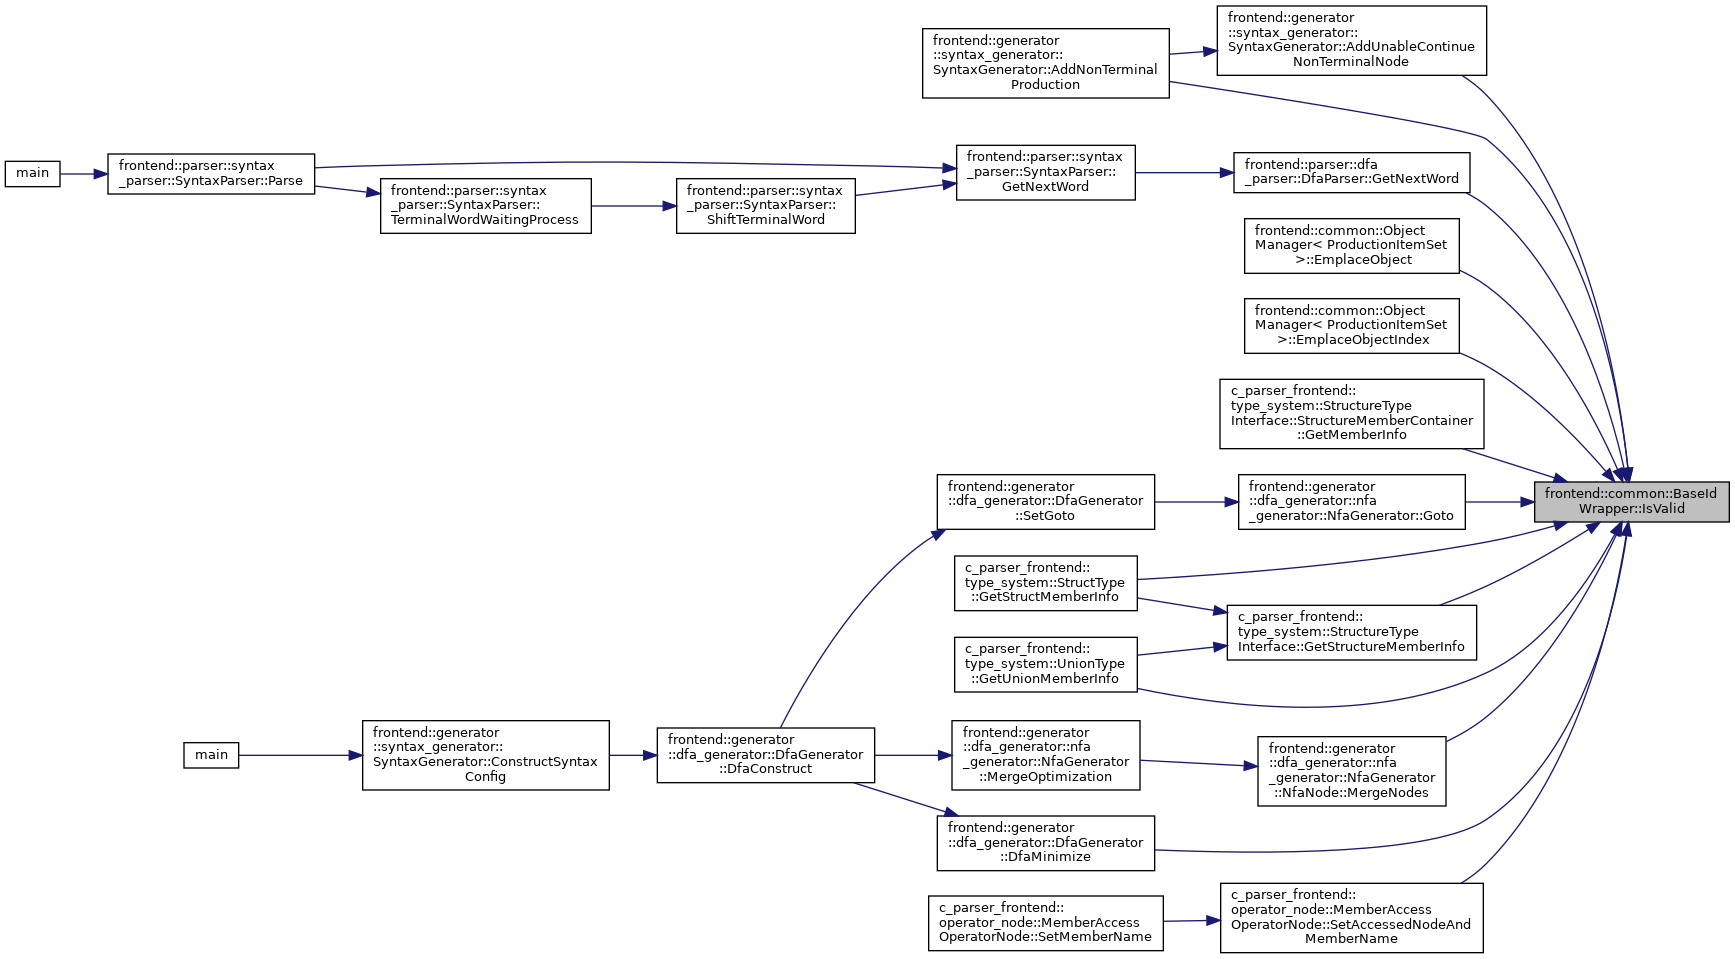 frontend::generator
::syntax_generator::
SyntaxGenerator::AddUnableContinue
NonTerminalNode
frontend::generator
::syntax_generator::
SyntaxGenerator::AddNonTerminal
Production
main
frontend::parser::syntax
_parser::SyntaxParser::Parse
frontend::parser::syntax
_parser::SyntaxParser::
TerminalWordWaitingProcess
frontend::parser::syntax
_parser::SyntaxParser::
ShiftTerminalWord
frontend::parser::syntax
_parser::SyntaxParser::
GetNextWord
frontend::parser::dfa
_parser::DfaParser::GetNextWord
frontend::common::Object
Manager< ProductionItemSet
>::EmplaceObject
frontend::common::Object
Manager< ProductionItemSet
>::EmplaceObjectIndex
c_parser_frontend::
type_system::StructureType
Interface::StructureMemberContainer
::GetMemberInfo
frontend::generator
::dfa_generator::DfaGenerator
::SetGoto
frontend::generator
::dfa_generator::nfa
_generator::NfaGenerator::Goto
frontend::common::BaseId
Wrapper::IsValid
c_parser_frontend::
type_system::StructType
::GetStructMemberInfo
c_parser_frontend::
type_system::StructureType
Interface::GetStructureMemberInfo
c_parser_frontend::
type_system::UnionType
::GetUnionMemberInfo
main
frontend::generator
::syntax_generator::
SyntaxGenerator::ConstructSyntax
Config
frontend::generator
::dfa_generator::DfaGenerator
::DfaConstruct
frontend::generator
::dfa_generator::nfa
_generator::NfaGenerator
::MergeOptimization
frontend::generator
::dfa_generator::nfa
_generator::NfaGenerator
::NfaNode::MergeNodes
frontend::generator
::dfa_generator::DfaGenerator
::DfaMinimize
c_parser_frontend::
operator_node::MemberAccess
OperatorNode::SetMemberName
c_parser_frontend::
operator_node::MemberAccess
OperatorNode::SetAccessedNodeAnd
MemberName